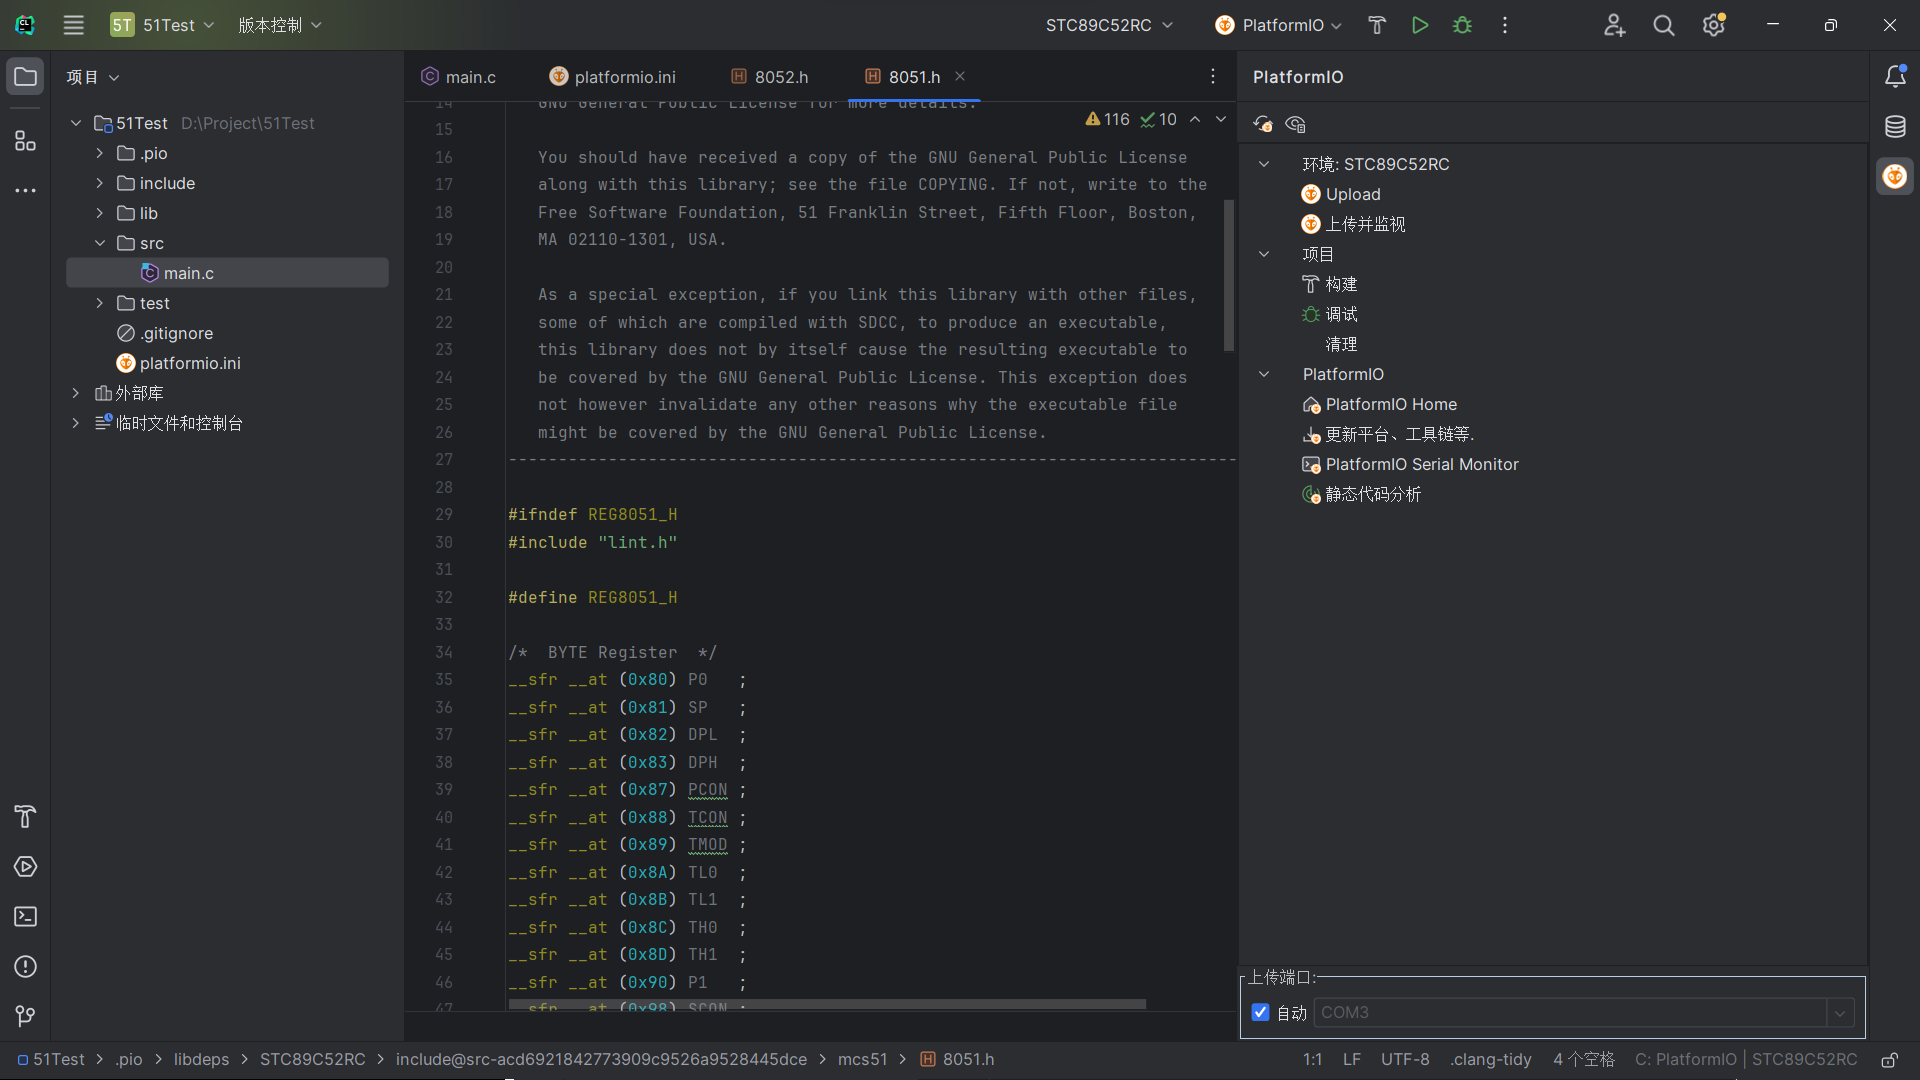 5T 51Test 版本控制 STC89C52RC PlatformIO
项目
51Test D:\Project\51Test
.pio
include
lib
src
main.c
test
.gitignore
platformio.ini
外部库
临时文件和控制台
main.c platformio.ini 8052.h 8051.h
116 10
14 GNU General Public License for more details.
15
16 You should have received a copy of the GNU General Public License
17 along with this library; see the file COPYING. If not, write to the
18 Free Software Foundation, 51 Franklin Street, Fifth Floor, Boston,
19 MA 02110-1301, USA.
20
21 As a special exception, if you link this library with other files,
22 some of which are compiled with SDCC, to produce an executable,
23 this library does not by itself cause the resulting executable to
24 be covered by the GNU General Public License. This exception does
25 not however invalidate any other reasons why the executable file
26 might be covered by the GNU General Public License.
27 -------------------------------------------------------------------------
28
29 #ifndef REG8051_H
30 #include "lint.h"
31
32 #define REG8051_H
33
34 /*  BYTE Register  */
35 __sfr __at (0x80) P0   ;
36 __sfr __at (0x81) SP   ;
37 __sfr __at (0x82) DPL  ;
38 __sfr __at (0x83) DPH  ;
39 __sfr __at (0x87) PCON ;
40 __sfr __at (0x88) TCON ;
41 __sfr __at (0x89) TMOD ;
42 __sfr __at (0x8A) TL0  ;
43 __sfr __at (0x8B) TL1  ;
44 __sfr __at (0x8C) TH0  ;
45 __sfr __at (0x8D) TH1  ;
46 __sfr __at (0x90) P1   ;
47 __sfr __at (0x98) SCON ;
PlatformIO
环境: STC89C52RC
Upload
上传并监视
项目
构建
调试
清理
PlatformIO
PlatformIO Home
更新平台、工具链等.
PlatformIO Serial Monitor
静态代码分析
上传端口:
自动 COM3
51Test .pio libdeps STC89C52RC include@src-acd6921842773909c9526a9528445dce mcs51 8051.h
1:1 LF UTF-8 .clang-tidy 4 个空格 C: PlatformIO | STC89C52RC